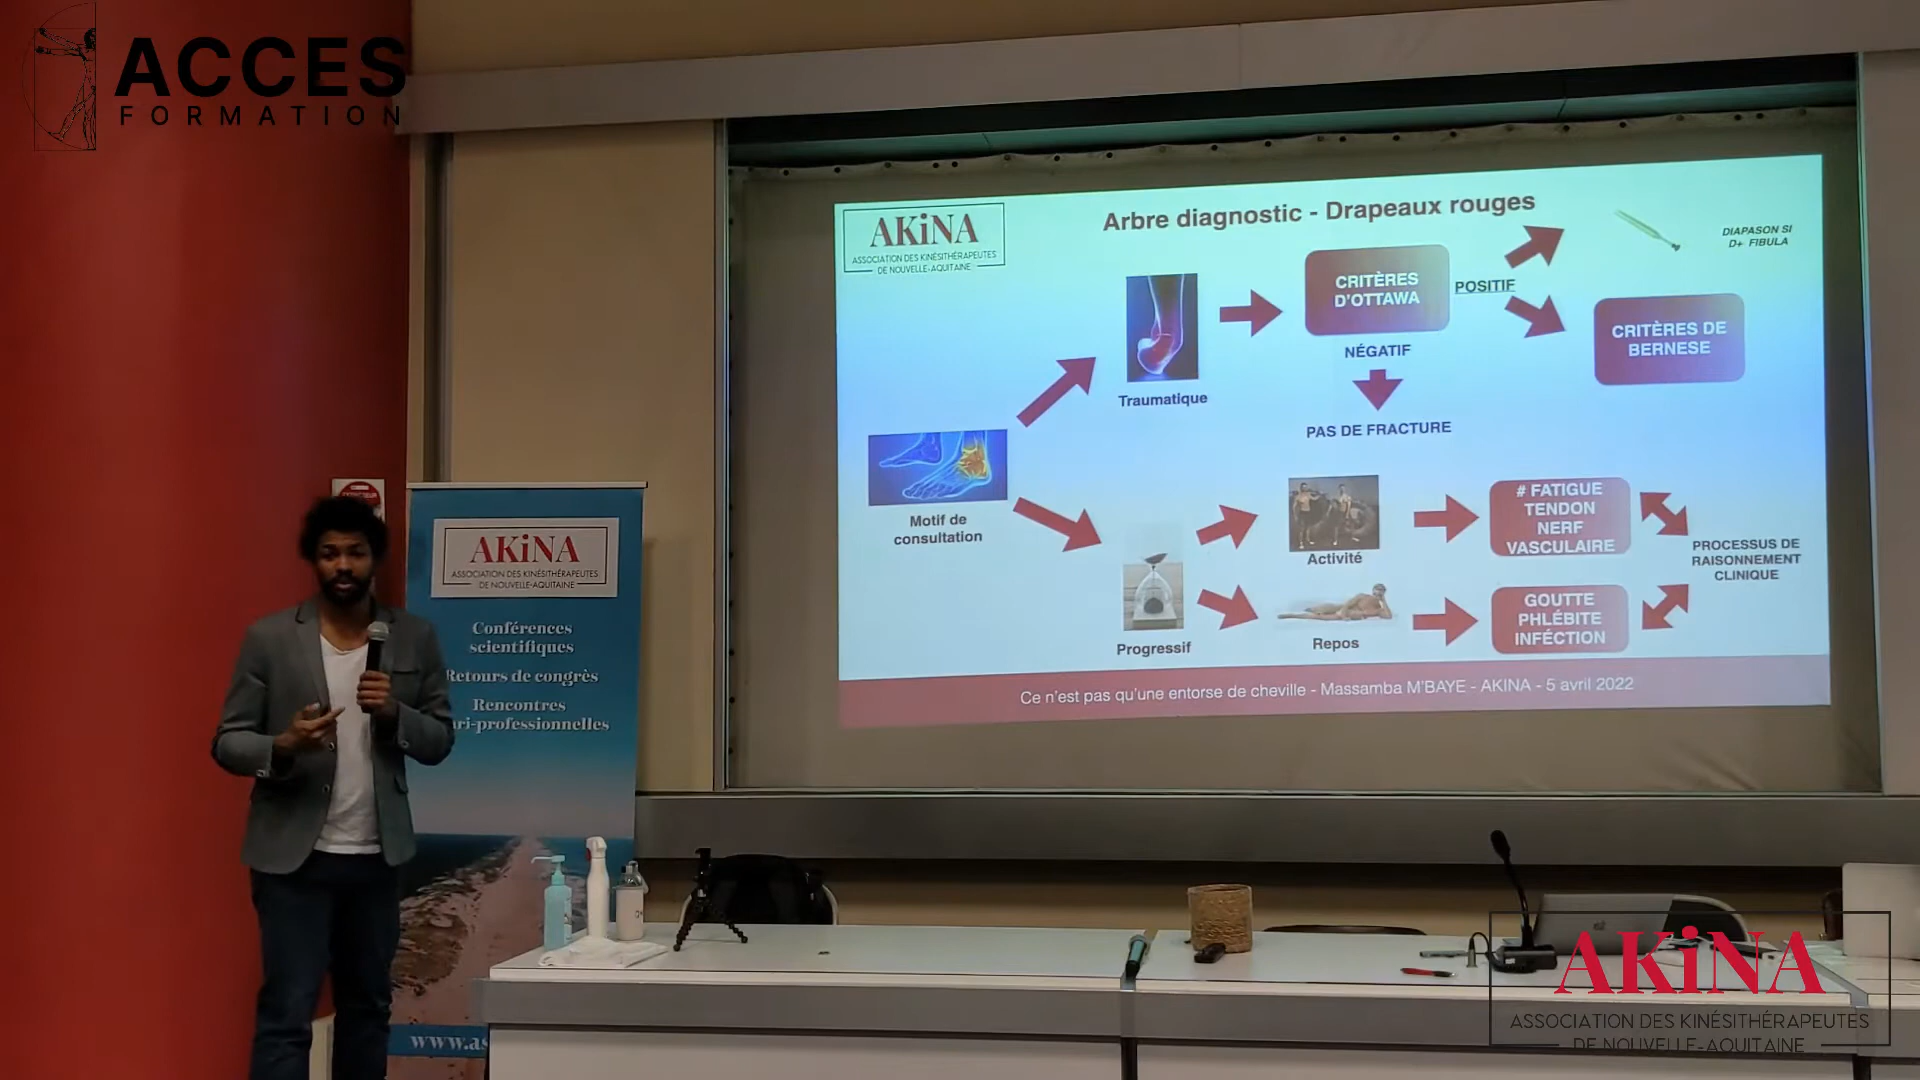 ACCES
FORMATION
AKiNA
ASSOCIATION DES KINÉSITHÉRAPEUTES
DE NOUVELLE-AQUITAINE
Arbre diagnostic - Drapeaux rouges
DIAPASON SI
D+ FIBULA
CRITÈRES
D'OTTAWA
POSITIF
CRITÈRES DE
BERNESE
NÉGATIF
Traumatique
PAS DE FRACTURE
Motif de
consultation
Activité
# FATIGUE
TENDON
NERF
VASCULAIRE
PROCESSUS DE
RAISONNEMENT
CLINIQUE
Progressif
Repos
GOUTTE
PHLÉBITE
INFÉCTION
Ce n'est pas qu'une entorse de cheville - Massamba M'BAYE - AKINA - 5 avril 2022
AKiNA
ASSOCIATION DES KINÉSITHÉRAPEUTES
DE NOUVELLE-AQUITAINE
Conférences
scientifiques
Retours de congrès
Rencontres
ri-professionnelles
www.as
AKiNA
ASSOCIATION DES KINÉSITHÉRAPEUTES
DE NOUVELLE-AQUITAINE